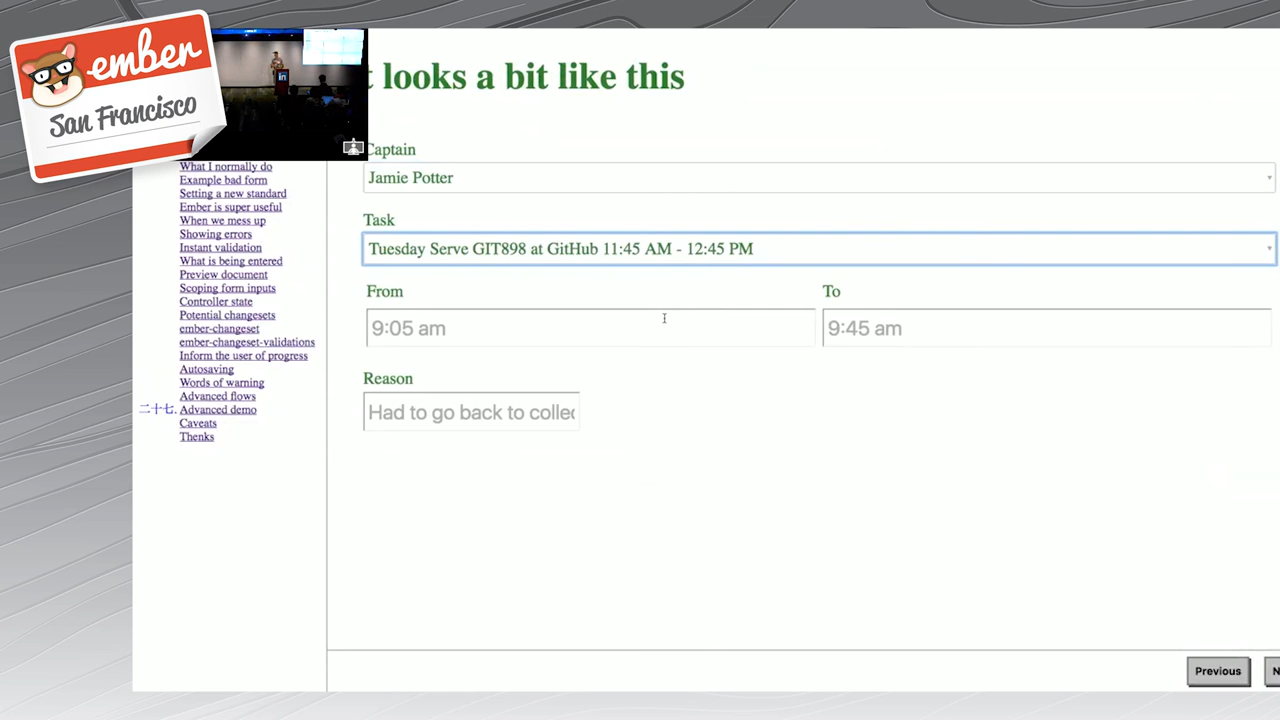 ember
San Francisco
in
t looks a bit like this
What I normally do
Example bad form
Setting a new standard
Ember is super useful
When we mess up
Showing errors
Instant validation
What is being entered
Preview document
Scoping form inputs
Controller state
Potential changesets
ember-changeset
ember-changeset-validations
Inform the user of progress
Autosaving
Words of warning
Advanced flows
二十七. Advanced demo
Caveats
Thenks
Captain
Jamie Potter
Task
Tuesday Serve GIT898 at GitHub 11:45 AM - 12:45 PM
From To
9:05 am 9:45 am
Reason
Had to go back to collec
Previous N